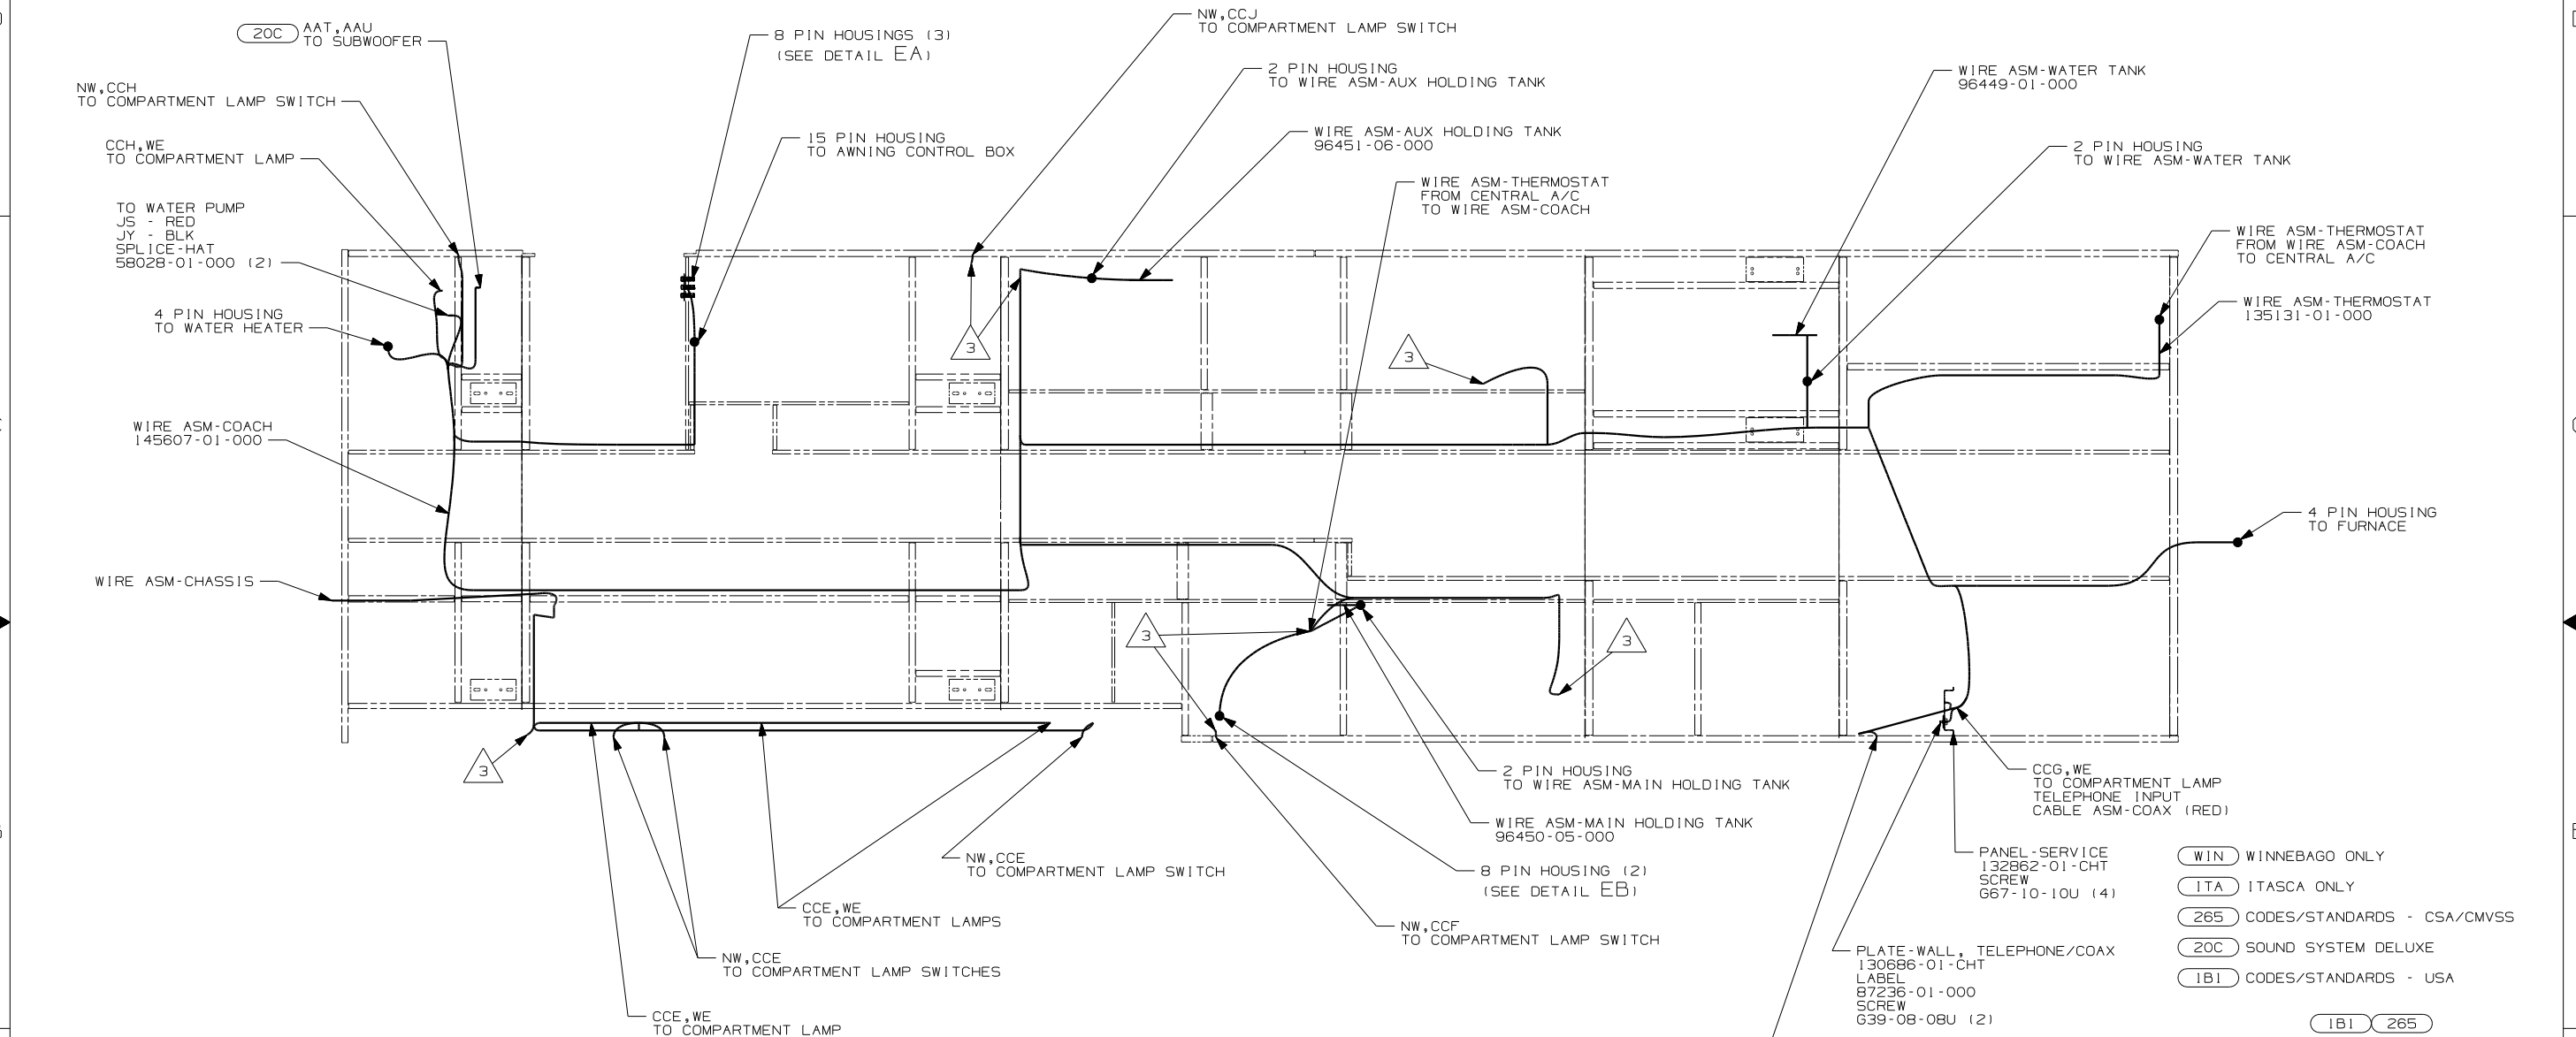 20C
AAT,AAU
TO SUBWOOFER
8 PIN HOUSINGS (3)
(SEE DETAIL EA)
NW,CCJ
TO COMPARTMENT LAMP SWITCH
2 PIN HOUSING
TO WIRE ASM-AUX HOLDING TANK
WIRE ASM-WATER TANK
96449-01-000
NW,CCH
TO COMPARTMENT LAMP SWITCH
15 PIN HOUSING
TO AWNING CONTROL BOX
WIRE ASM-AUX HOLDING TANK
96451-06-000
2 PIN HOUSING
TO WIRE ASM-WATER TANK
CCH,WE
TO COMPARTMENT LAMP
WIRE ASM-THERMOSTAT
FROM CENTRAL A/C
TO WIRE ASM-COACH
TO WATER PUMP
JS - RED
JY - BLK
SPLICE-HAT
58028-01-000 (2)
WIRE ASM-THERMOSTAT
FROM WIRE ASM-COACH
TO CENTRAL A/C
4 PIN HOUSING
TO WATER HEATER
WIRE ASM-THERMOSTAT
135131-01-000
3
3
WIRE ASM-COACH
145607-01-000
4 PIN HOUSING
TO FURNACE
WIRE ASM-CHASSIS
3
3
3
2 PIN HOUSING
TO WIRE ASM-MAIN HOLDING TANK
CCG,WE
TO COMPARTMENT LAMP
TELEPHONE INPUT
CABLE ASM-COAX (RED)
WIRE ASM-MAIN HOLDING TANK
96450-05-000
NW,CCE
TO COMPARTMENT LAMP SWITCH
8 PIN HOUSING (2)
(SEE DETAIL EB)
PANEL-SERVICE
132862-01-CHT
SCREW
G67-10-10U (4)
CCE,WE
TO COMPARTMENT LAMPS
NW,CCF
TO COMPARTMENT LAMP SWITCH
NW,CCE
TO COMPARTMENT LAMP SWITCHES
PLATE-WALL, TELEPHONE/COAX
130686-01-CHT
LABEL
87236-01-000
SCREW
G39-08-08U (2)
CCE,WE
TO COMPARTMENT LAMP
WIN WINNEBAGO ONLY
ITA ITASCA ONLY
265 CODES/STANDARDS - CSA/CMVSS
20C SOUND SYSTEM DELUXE
1B1 CODES/STANDARDS - USA
1B1 265